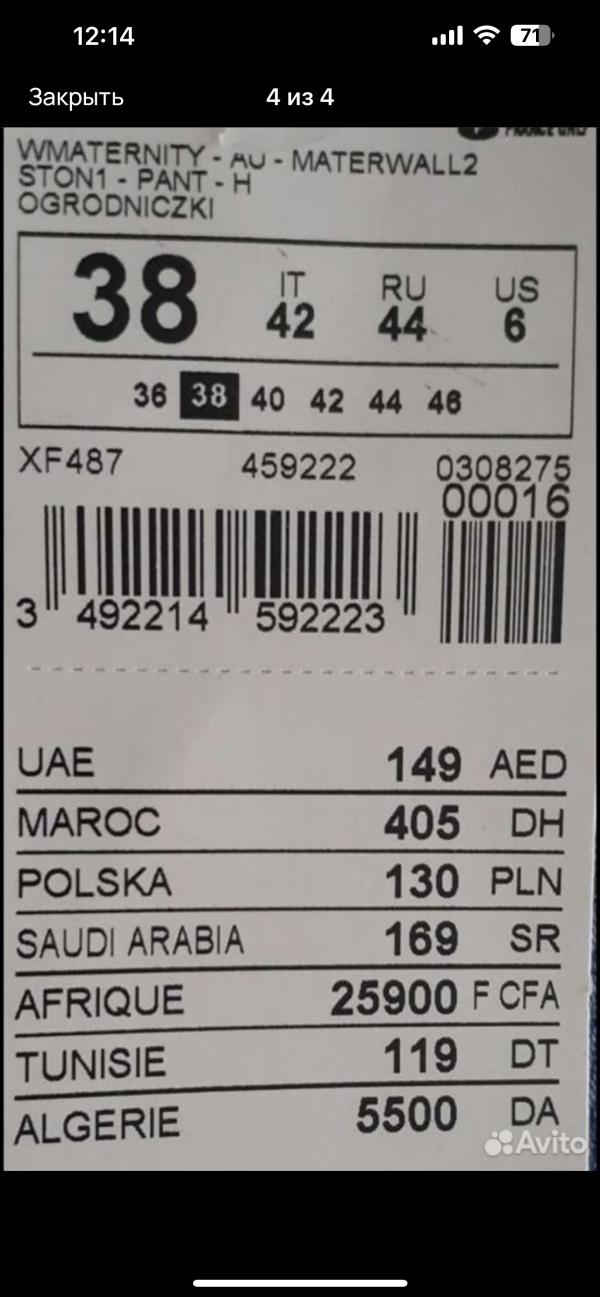 12:14
71
Закрыть
4 из 4
WMATERNITY - AU - MATERWALL2
STON1 - PANT - H
OGRODNICZKI
38
IT
RU
US
42
44
6
36 38 40 42 44 46
XF487 459222 0308275
00016
3 492214 592223
UAE 149 AED
MAROC 405 DH
POLSKA 130 PLN
SAUDI ARABIA 169 SR
AFRIQUE 25900 F CFA
TUNISIE 119 DT
ALGERIE 5500 DA
Avito